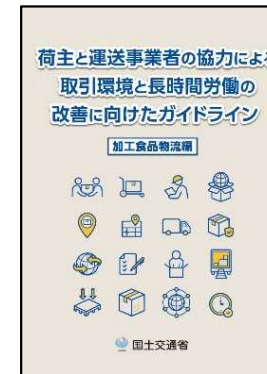 荷主と運送事業者の協力による
取引環境と長時間労働の
改善に向けたガイドライン
加工食品物流編
国土交通省